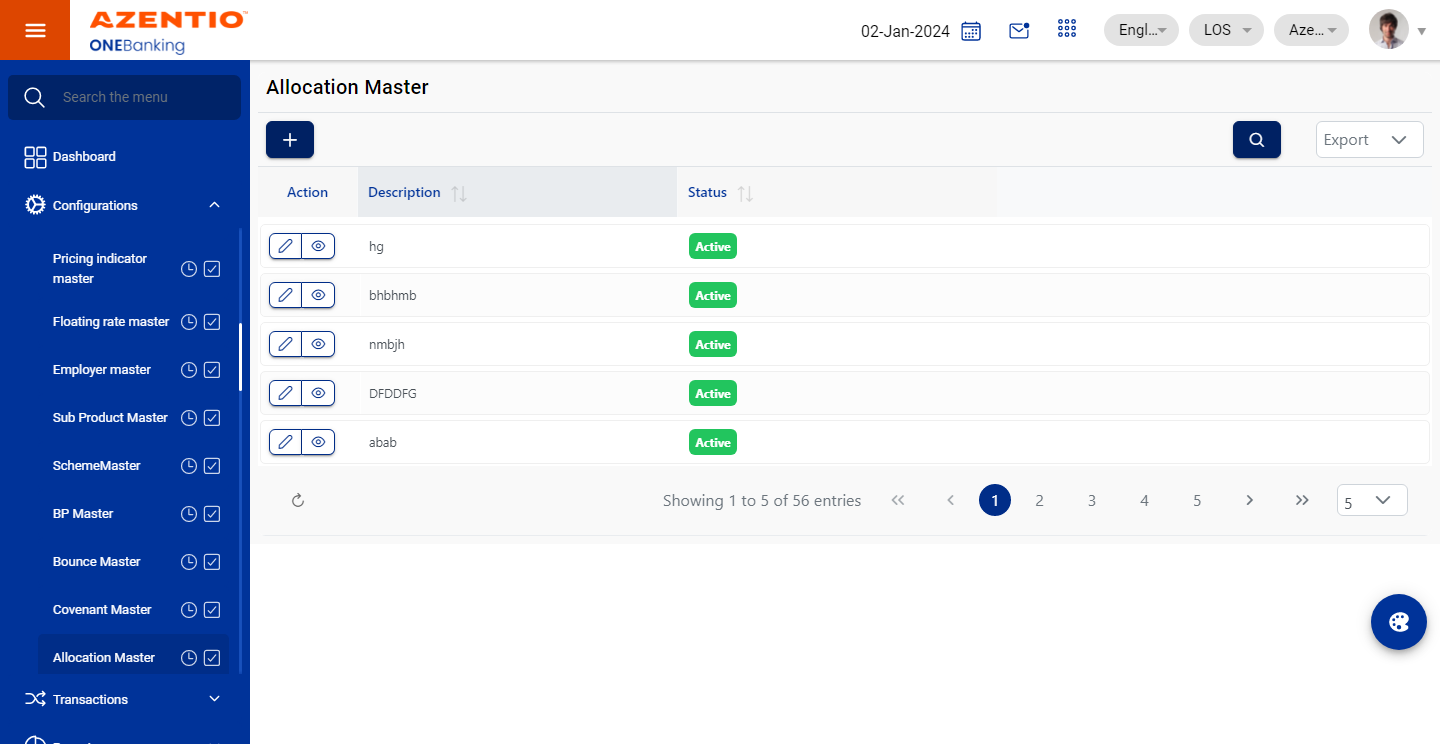 AZENTIO™
ONEBanking
02-Jan-2024
Engl...
LOS
Aze...
Search the menu
Dashboard
Configurations
Pricing indicator
master
Floating rate master
Employer master
Sub Product Master
SchemeMaster
BP Master
Bounce Master
Covenant Master
Allocation Master
Transactions
Allocation Master
Export
Action Description Status
hg Active
bhbhmb Active
nmbjh Active
DFDDFG Active
abab Active
Showing 1 to 5 of 56 entries 1 2 3 4 5 5